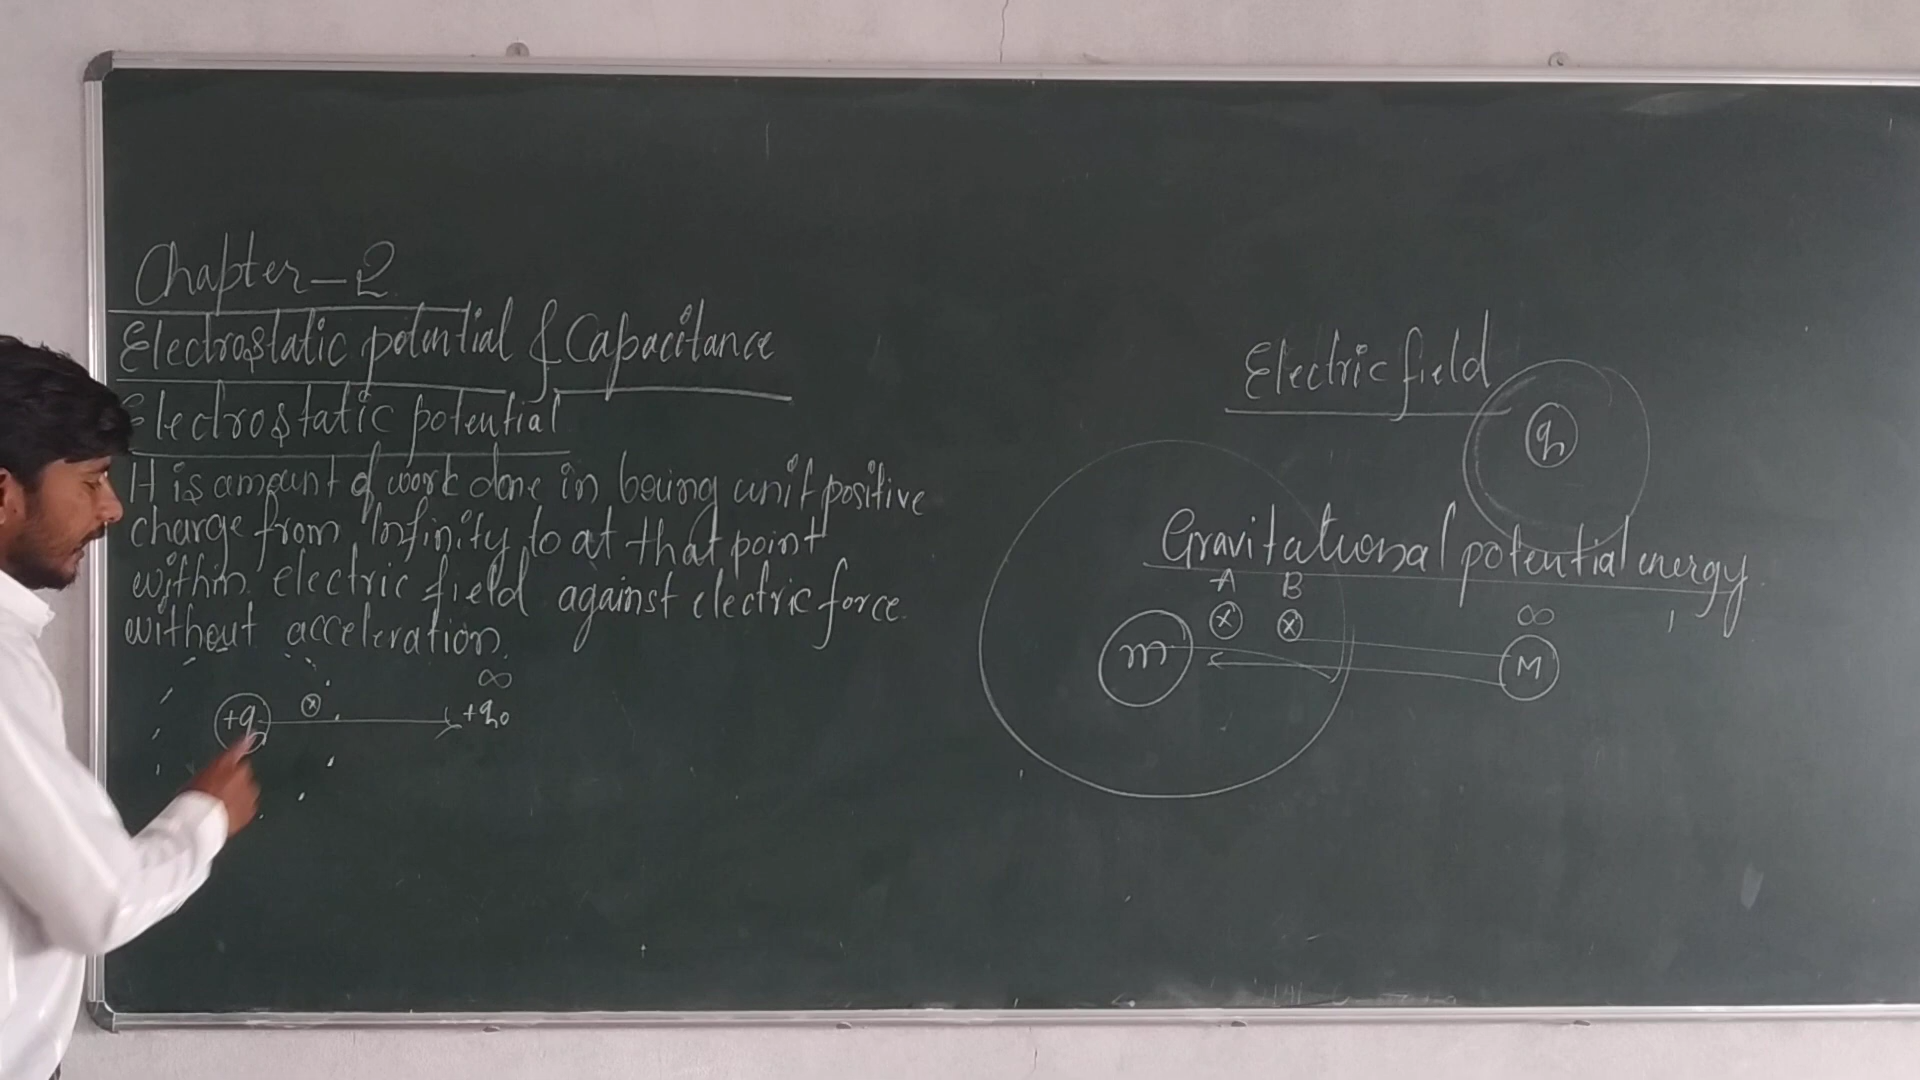 Chapter-2
Electrostatic potential & Capacitance
Electrostatic potential
It is amount of work done in being unit positive
charge from Infinity to at that point
within electric field against electric force
without acceleration.
∞
+q
x
+q₀
Electric field
q
Gravitational potential energy
A B ∞
x x
m M